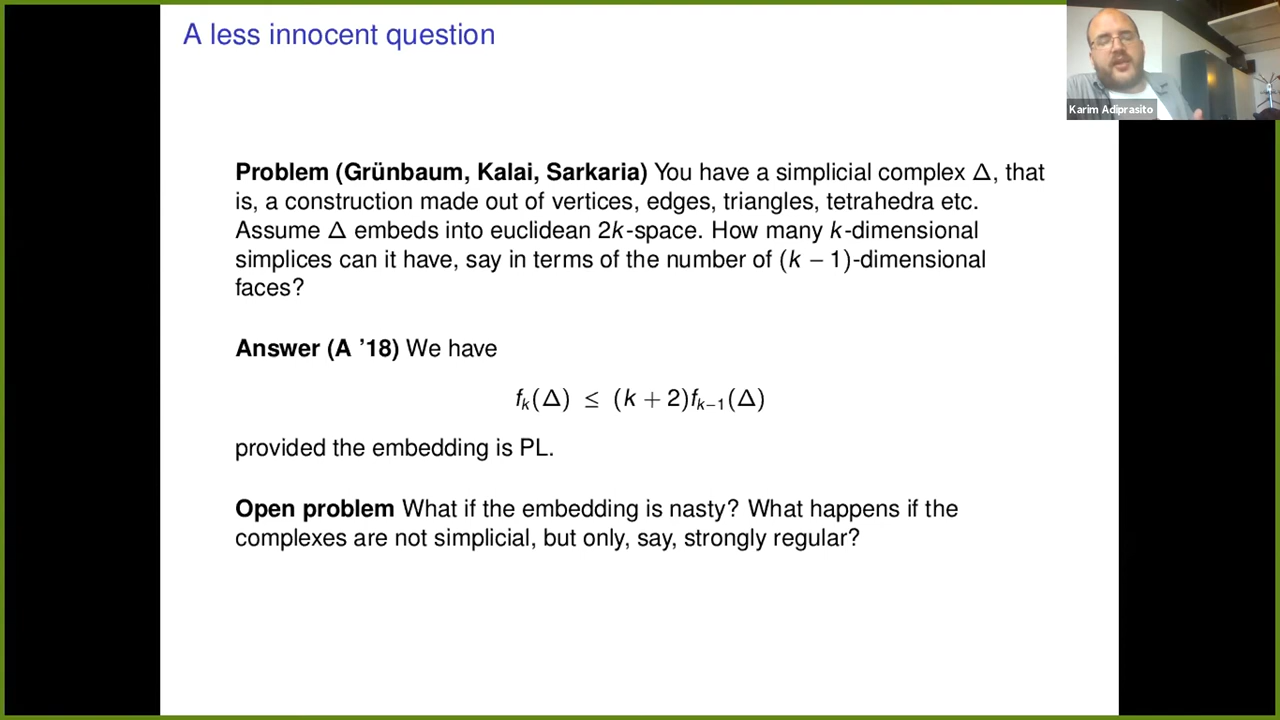 A less innocent question
Karim Adiprasito
Problem (Grünbaum, Kalai, Sarkaria) You have a simplicial complex Δ, that
is, a construction made out of vertices, edges, triangles, tetrahedra etc.
Assume Δ embeds into euclidean 2k-space. How many k-dimensional
simplices can it have, say in terms of the number of (k − 1)-dimensional
faces?
Answer (A ’18) We have
fₖ(Δ) ≤ (k + 2)fₖ₋₁(Δ)
provided the embedding is PL.
Open problem What if the embedding is nasty? What happens if the
complexes are not simplicial, but only, say, strongly regular?